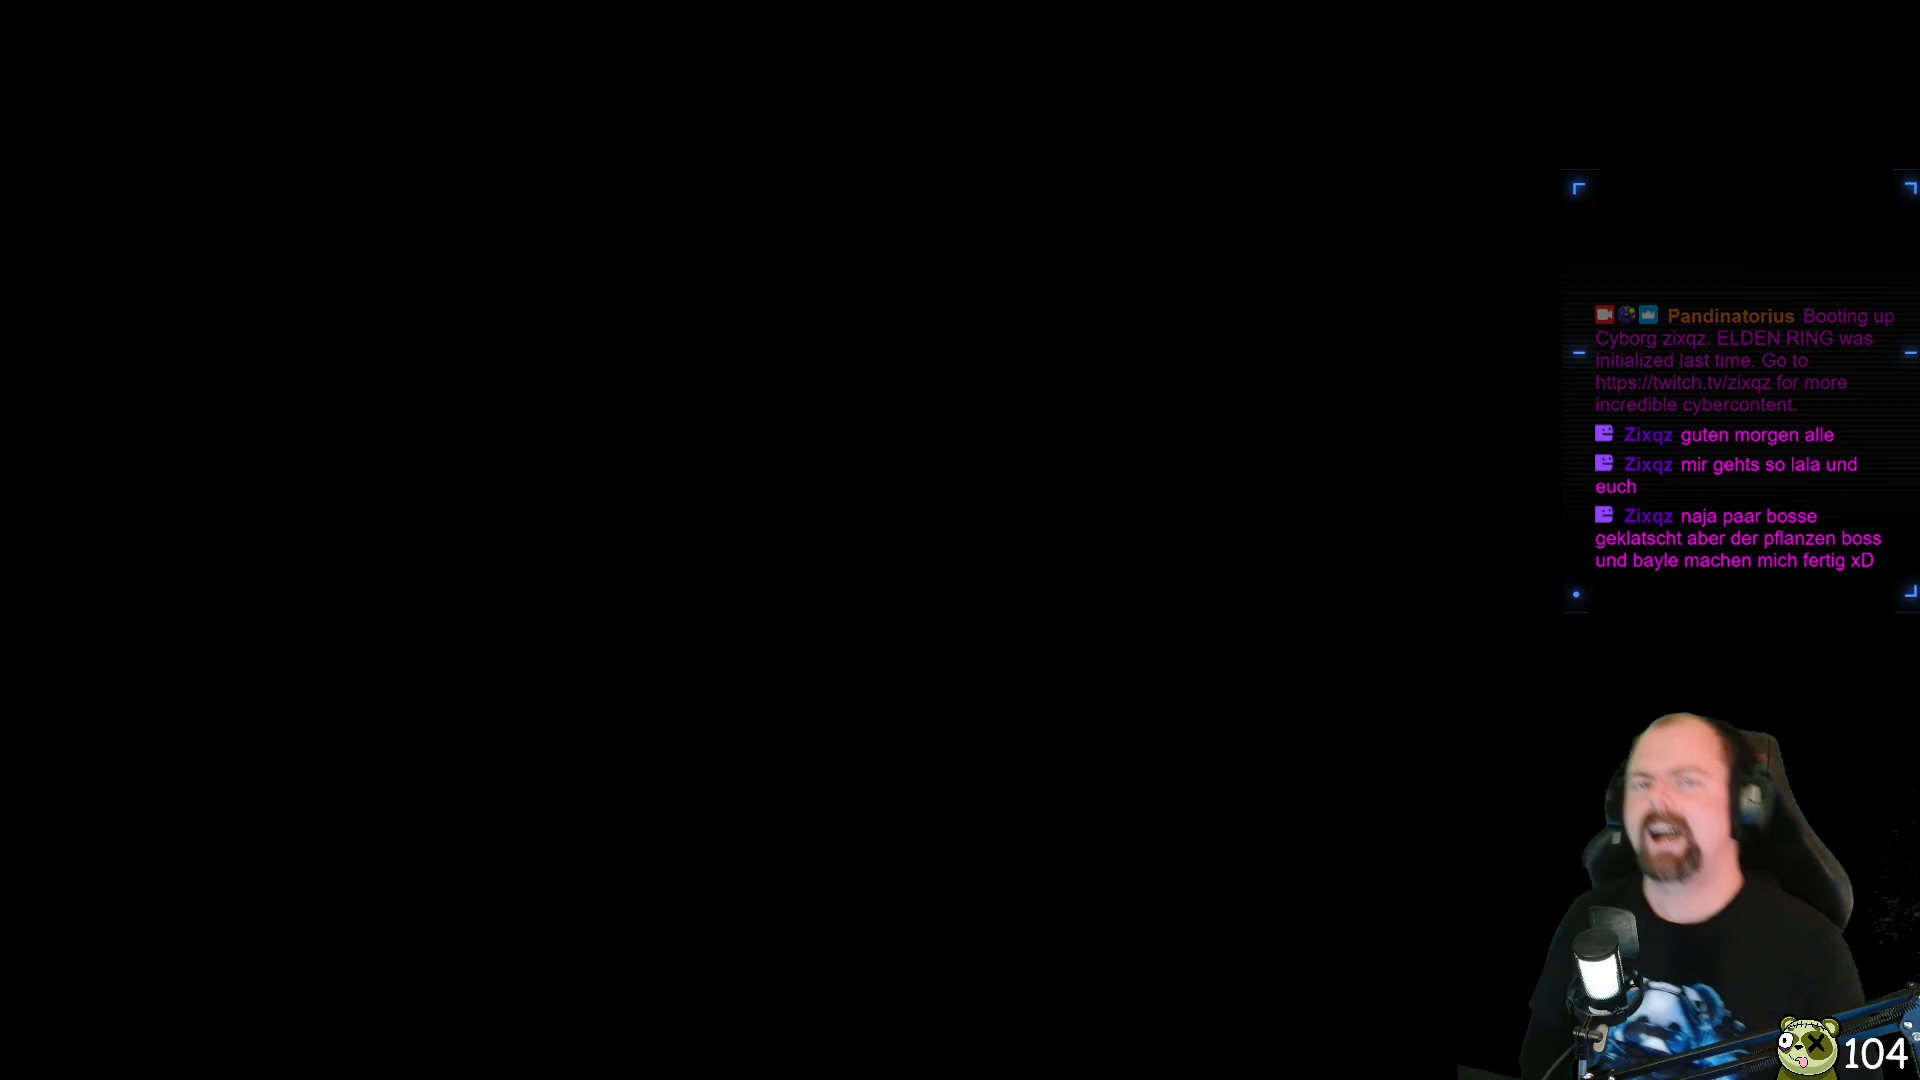 Pandinatorius Booting up
Cyborg zixqz. ELDEN RING was
initialized last time. Go to
https://twitch.tv/zixqz for more
incredible cybercontent.
Zixqz guten morgen alle
Zixqz mir gehts so lala und
euch
Zixqz naja paar bosse
geklatscht aber der pflanzen boss
und bayle machen mich fertig xD
104